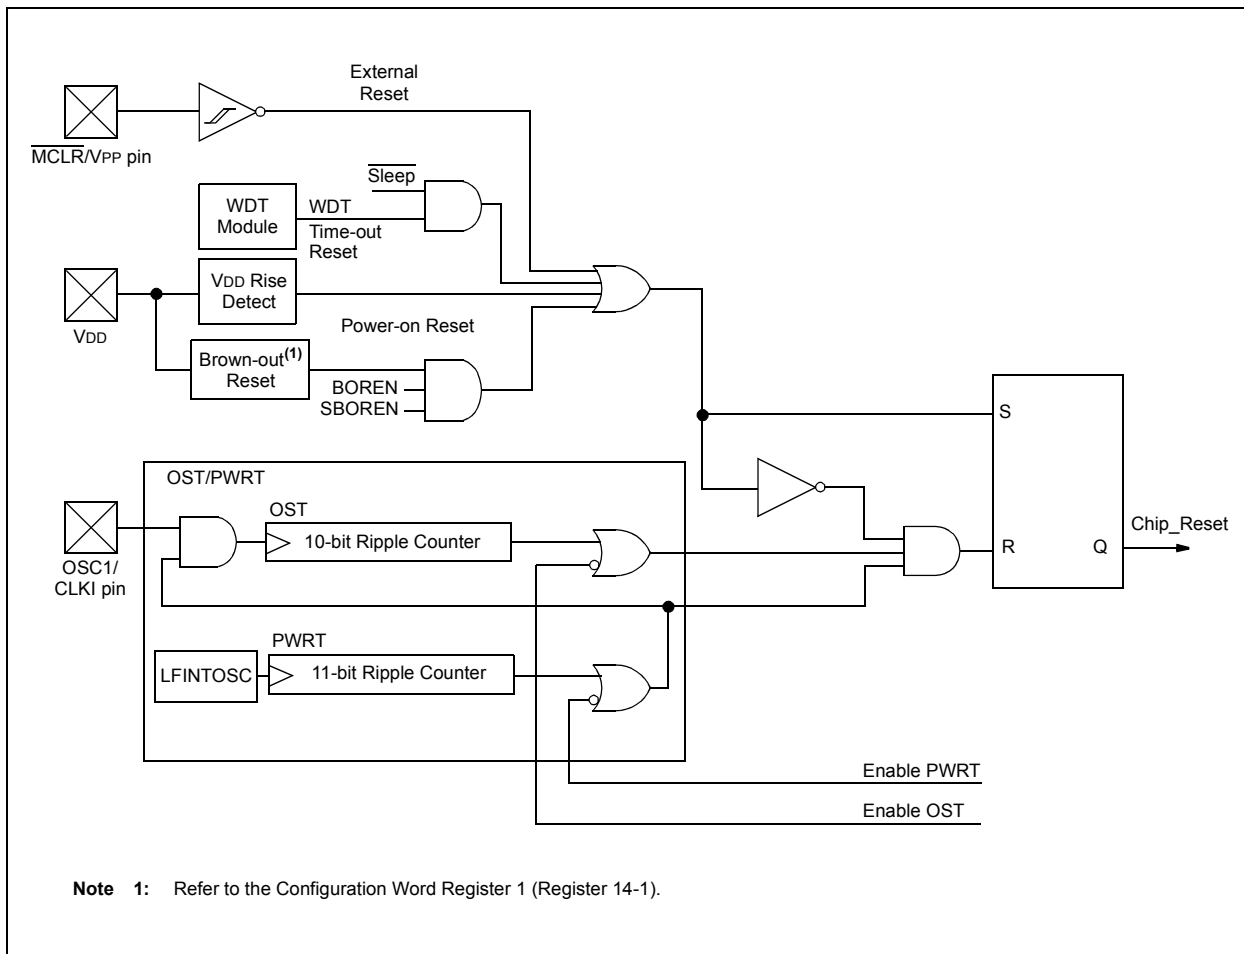 External
Reset
MCLR/VPP pin
Sleep
WDT
Module
WDT
Time-out
Reset
VDD
VDD Rise
Detect
Power-on Reset
Brown-out(1)
Reset
BOREN
SBOREN
S
R
Q
Chip_Reset
OST/PWRT
OSC1/
CLKI pin
OST
10-bit Ripple Counter
PWRT
LFINTOSC
11-bit Ripple Counter
Enable PWRT
Enable OST
Note 1: Refer to the Configuration Word Register 1 (Register 14-1).